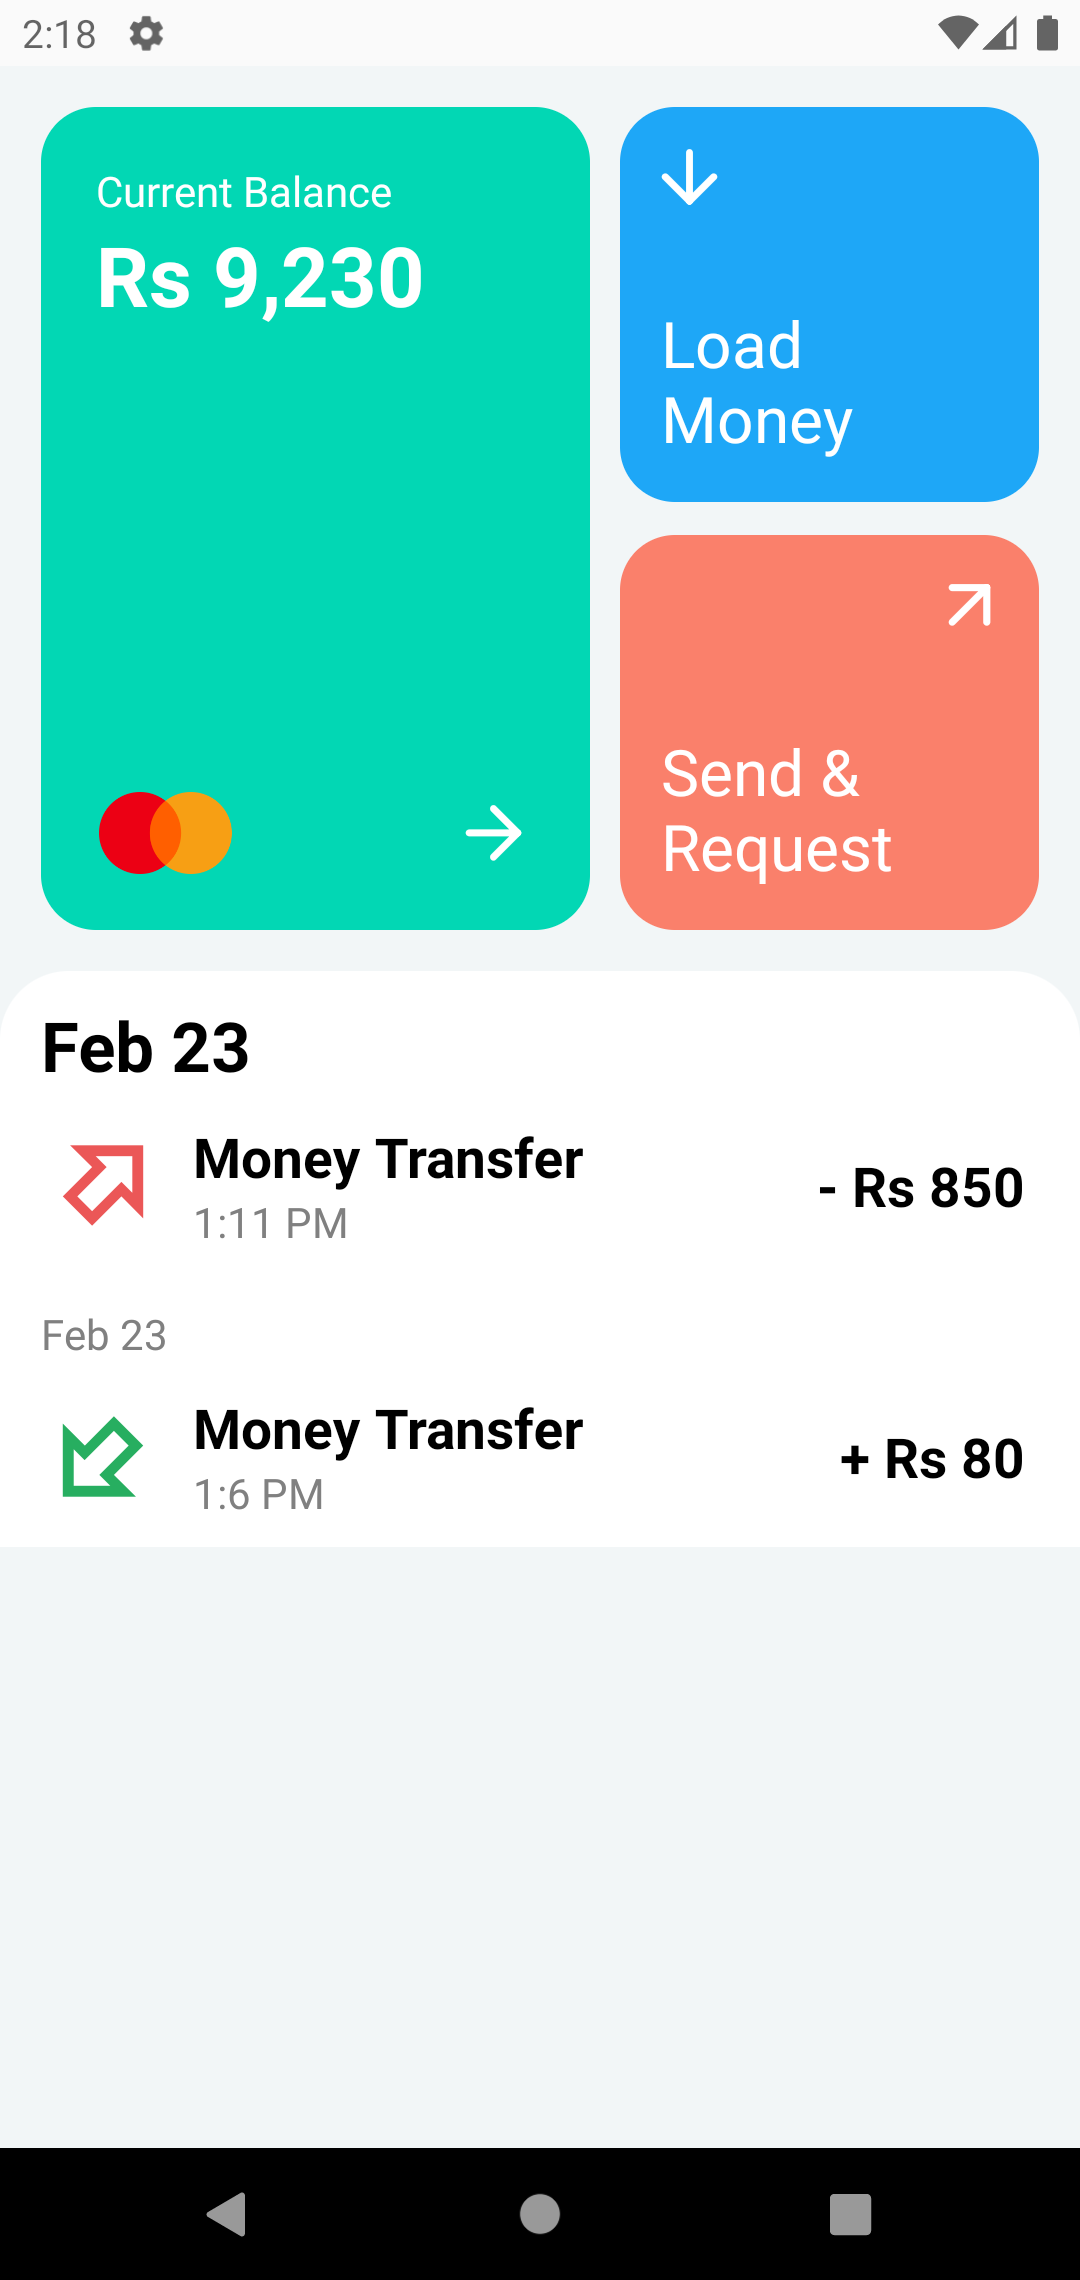 2:18
Current Balance
Rs 9,230
Load
Money
Send &
Request
Feb 23
Money Transfer
- Rs 850
1:11 PM
Feb 23
Money Transfer
+ Rs 80
1:6 PM